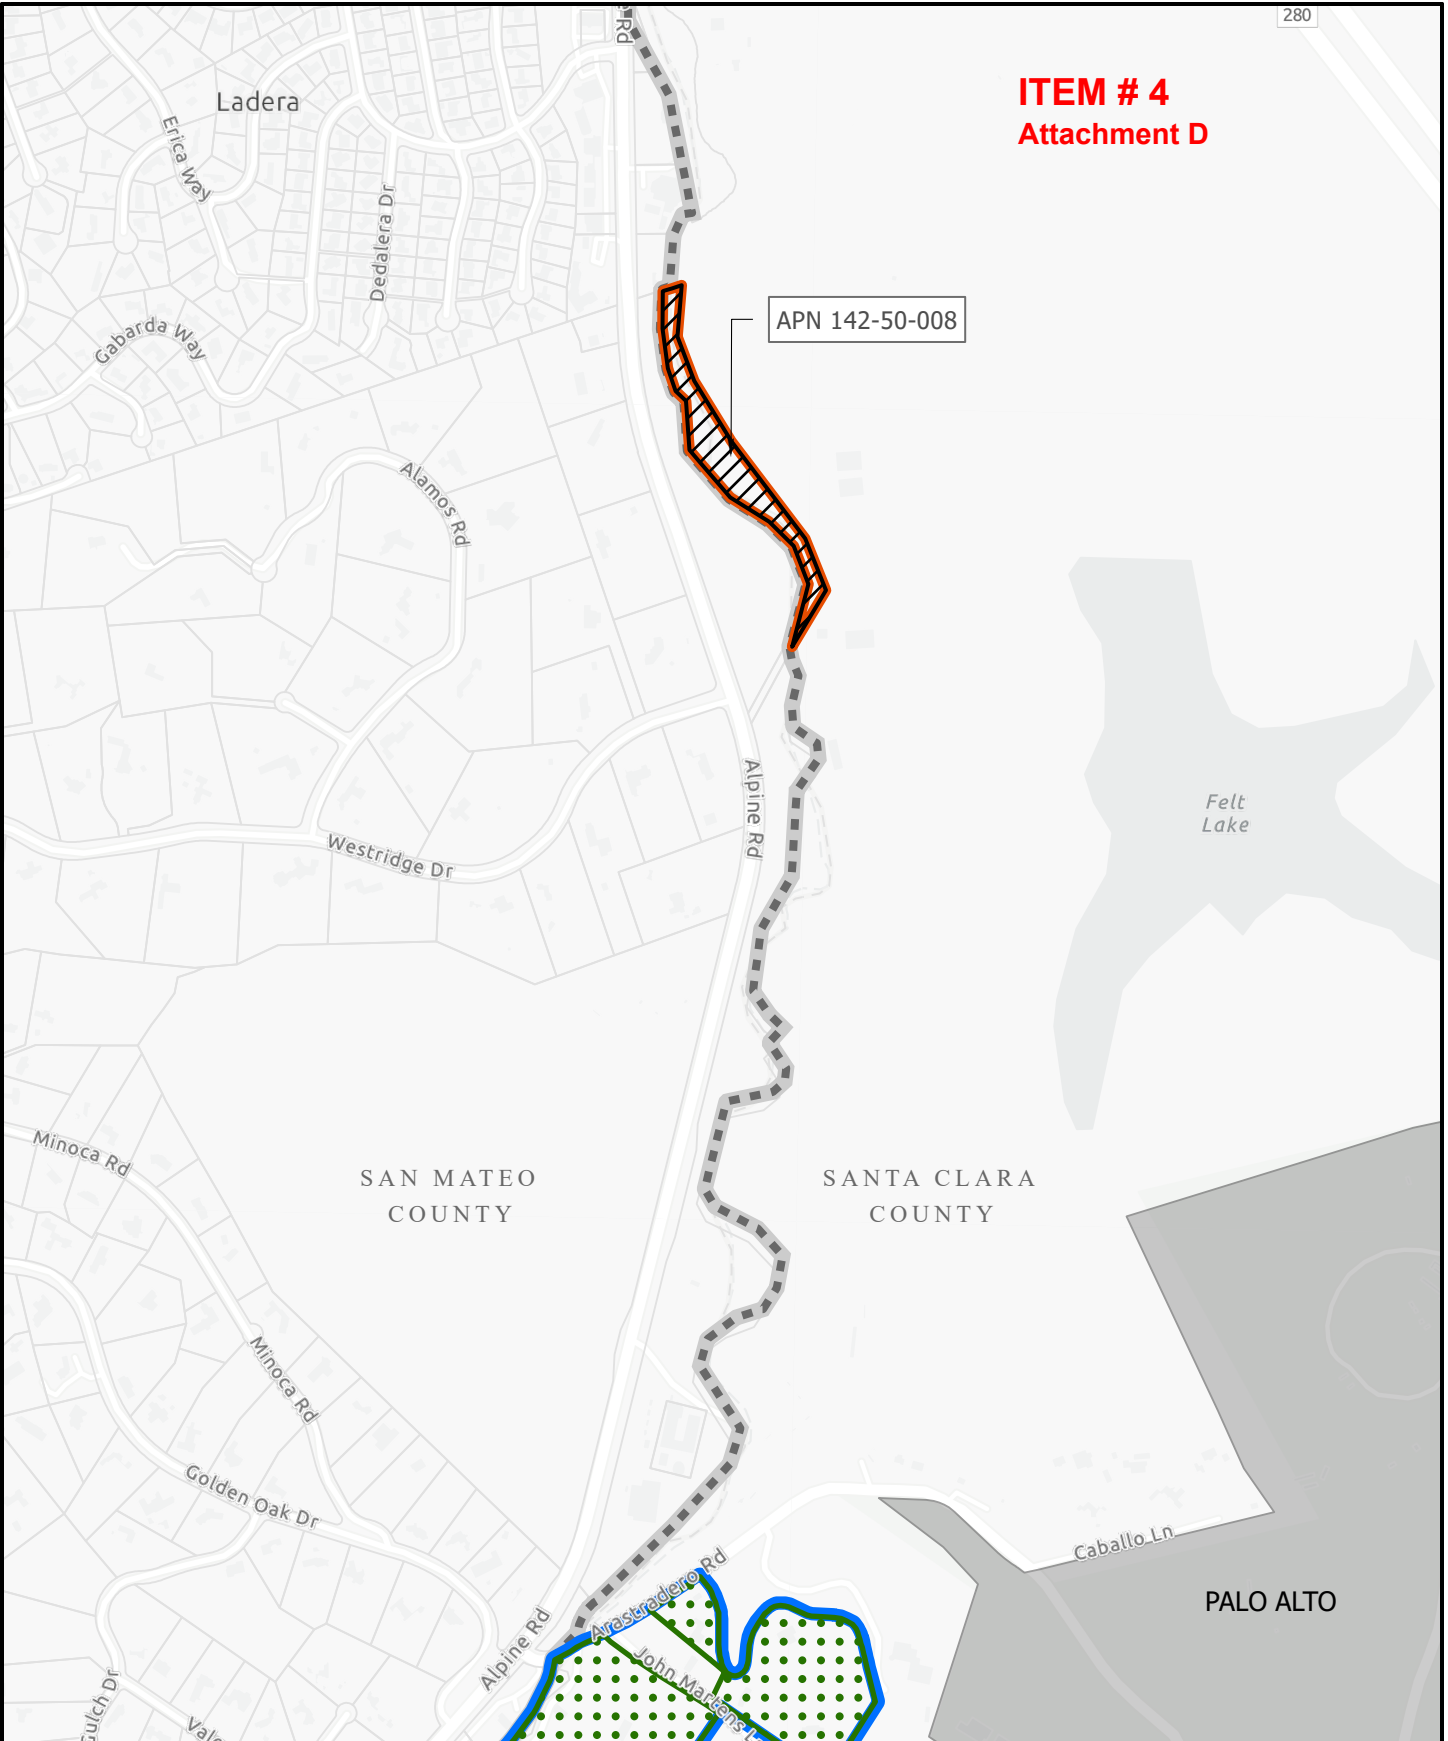 Rd
280
ITEM # 4
Attachment D
Ladera
Erica Way
Dedalera Dr
Gabarda Way
APN 142-50-008
Alamos Rd
Alpine Rd
Felt
Lake
Westridge Dr
Minoca Rd
SAN MATEO
COUNTY
SANTA CLARA
COUNTY
Minoca Rd
Golden Oak Dr
Caballo Ln
Arastradero Rd
PALO ALTO
Alpine Rd
John Martens L
Gulch Dr